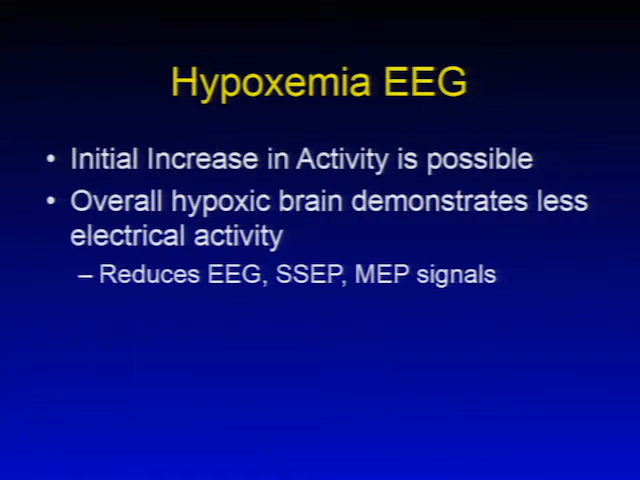 Hypoxemia EEG
• Initial Increase in Activity is possible
• Overall hypoxic brain demonstrates less
electrical activity
– Reduces EEG, SSEP, MEP signals